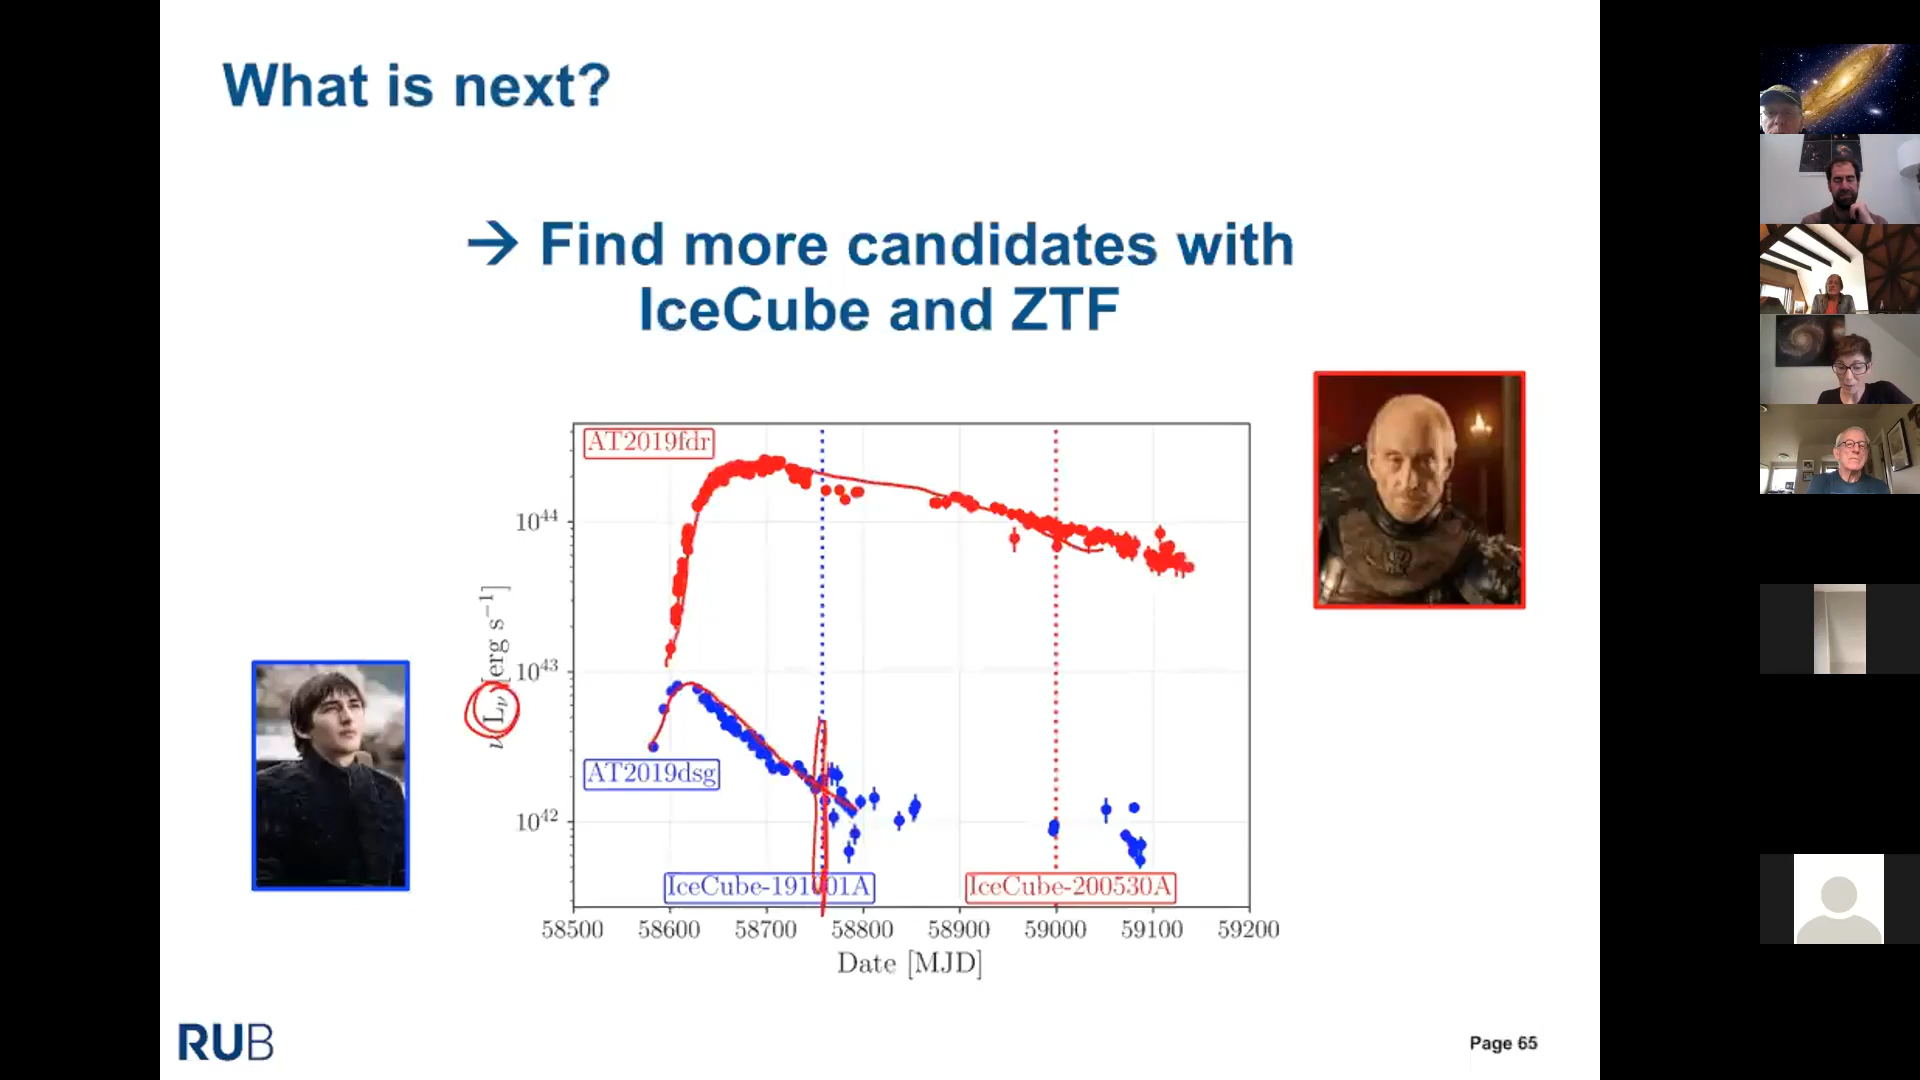 What is next?
→ Find more candidates with
IceCube and ZTF
AT2019fdr
10^44
10^43
10^42
νL_ν [erg s^−1]
AT2019dsg
IceCube-191001A
IceCube-200530A
58500 58600 58700 58800 58900 59000 59100 59200
Date [MJD]
RUB
Page 65